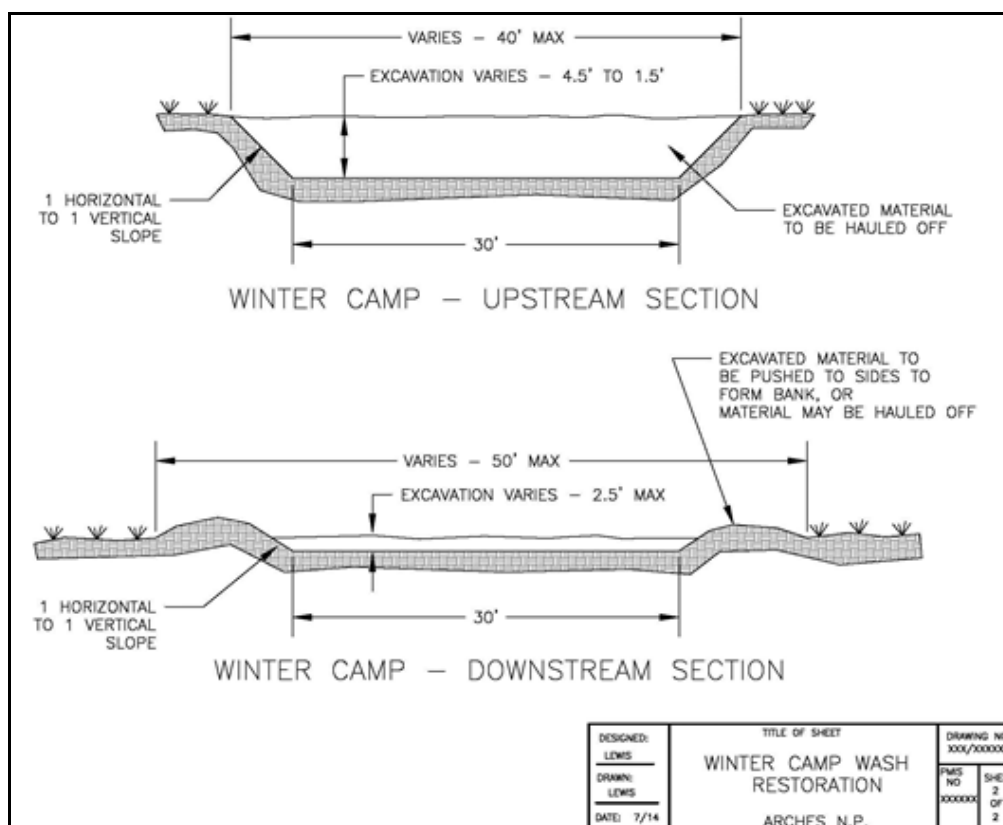 VARIES – 40' MAX
EXCAVATION VARIES – 4.5' TO 1.5'
1 HORIZONTAL
TO 1 VERTICAL
SLOPE
EXCAVATED MATERIAL
TO BE HAULED OFF
30'
WINTER CAMP – UPSTREAM SECTION
EXCAVATED MATERIAL TO
BE PUSHED TO SIDES TO
FORM BANK, OR
MATERIAL MAY BE HAULED OFF
VARIES – 50' MAX
EXCAVATION VARIES – 2.5' MAX
1 HORIZONTAL
TO 1 VERTICAL
SLOPE
30'
WINTER CAMP – DOWNSTREAM SECTION
DESIGNED:
LEWIS
DRAWN:
LEWIS
DATE: 7/14
TITLE OF SHEET
WINTER CAMP WASH
RESTORATION
ARCHES N.P.
DRAWING
PMIS
NO
XXXXXX
2
OF
2